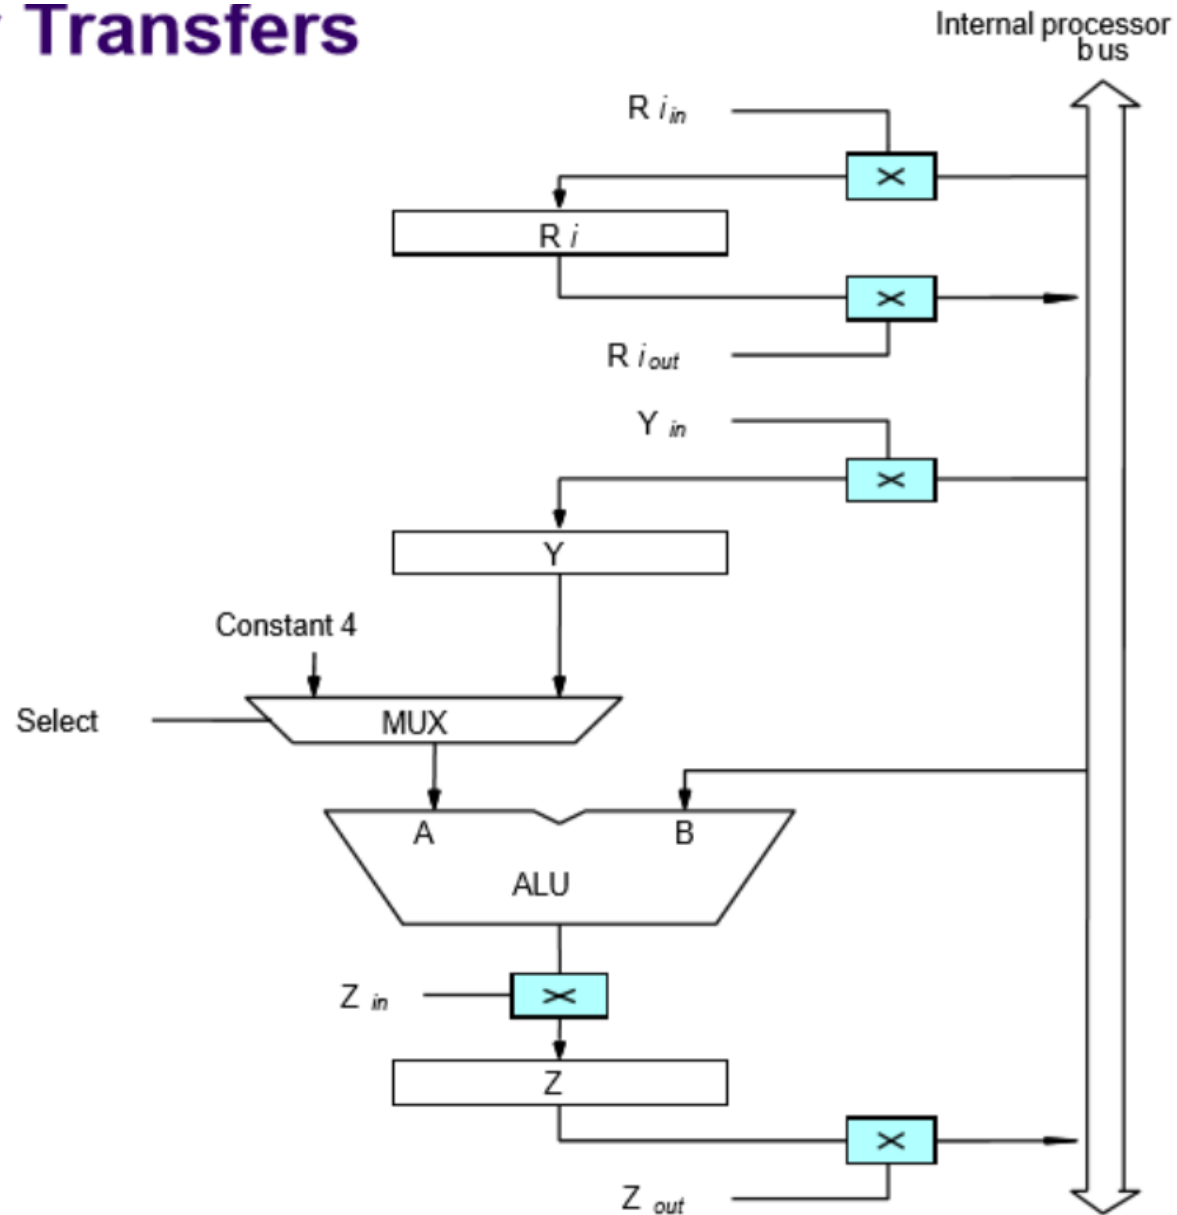 Transfers
Internal processor
bus
R i in
R i
R i out
Y in
Y
Constant 4
Select
MUX
A
B
ALU
Z in
Z
Z out